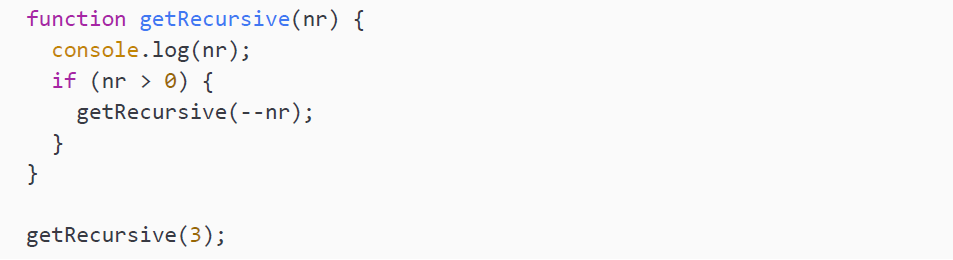 function getRecursive(nr) {
  console.log(nr);
  if (nr > 0) {
    getRecursive(--nr);
  }
}

getRecursive(3);